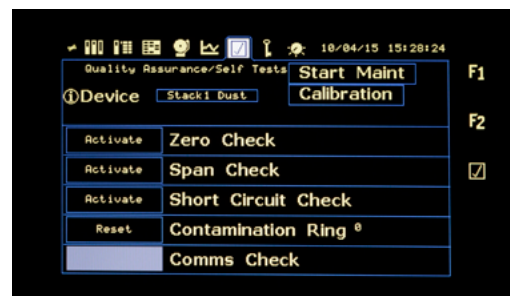 10/04/15 15:28:24
Quality Assurance/Self Tests
Start Maint
F1
Device
Stack1 Dust
Calibration
F2
Activate Zero Check
Activate Span Check
Activate Short Circuit Check
Reset Contamination Ring 0
Comms Check